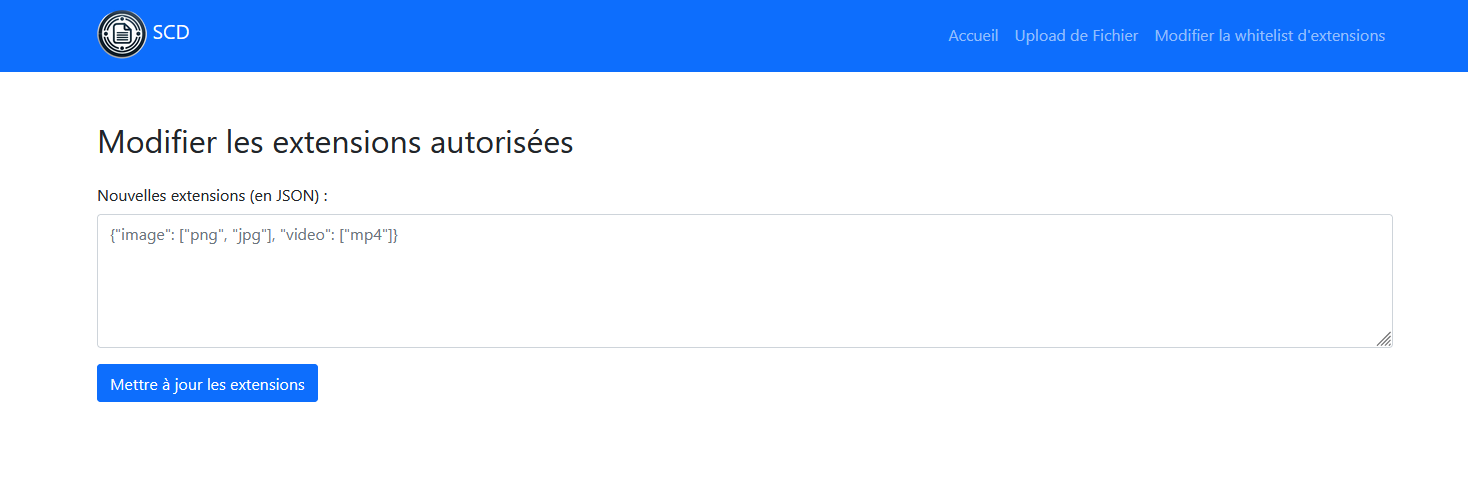 SCD
Accueil Upload de Fichier Modifier la whitelist d'extensions
Modifier les extensions autorisées
Nouvelles extensions (en JSON) :
{"image": ["png", "jpg"], "video": ["mp4"]}
Mettre à jour les extensions